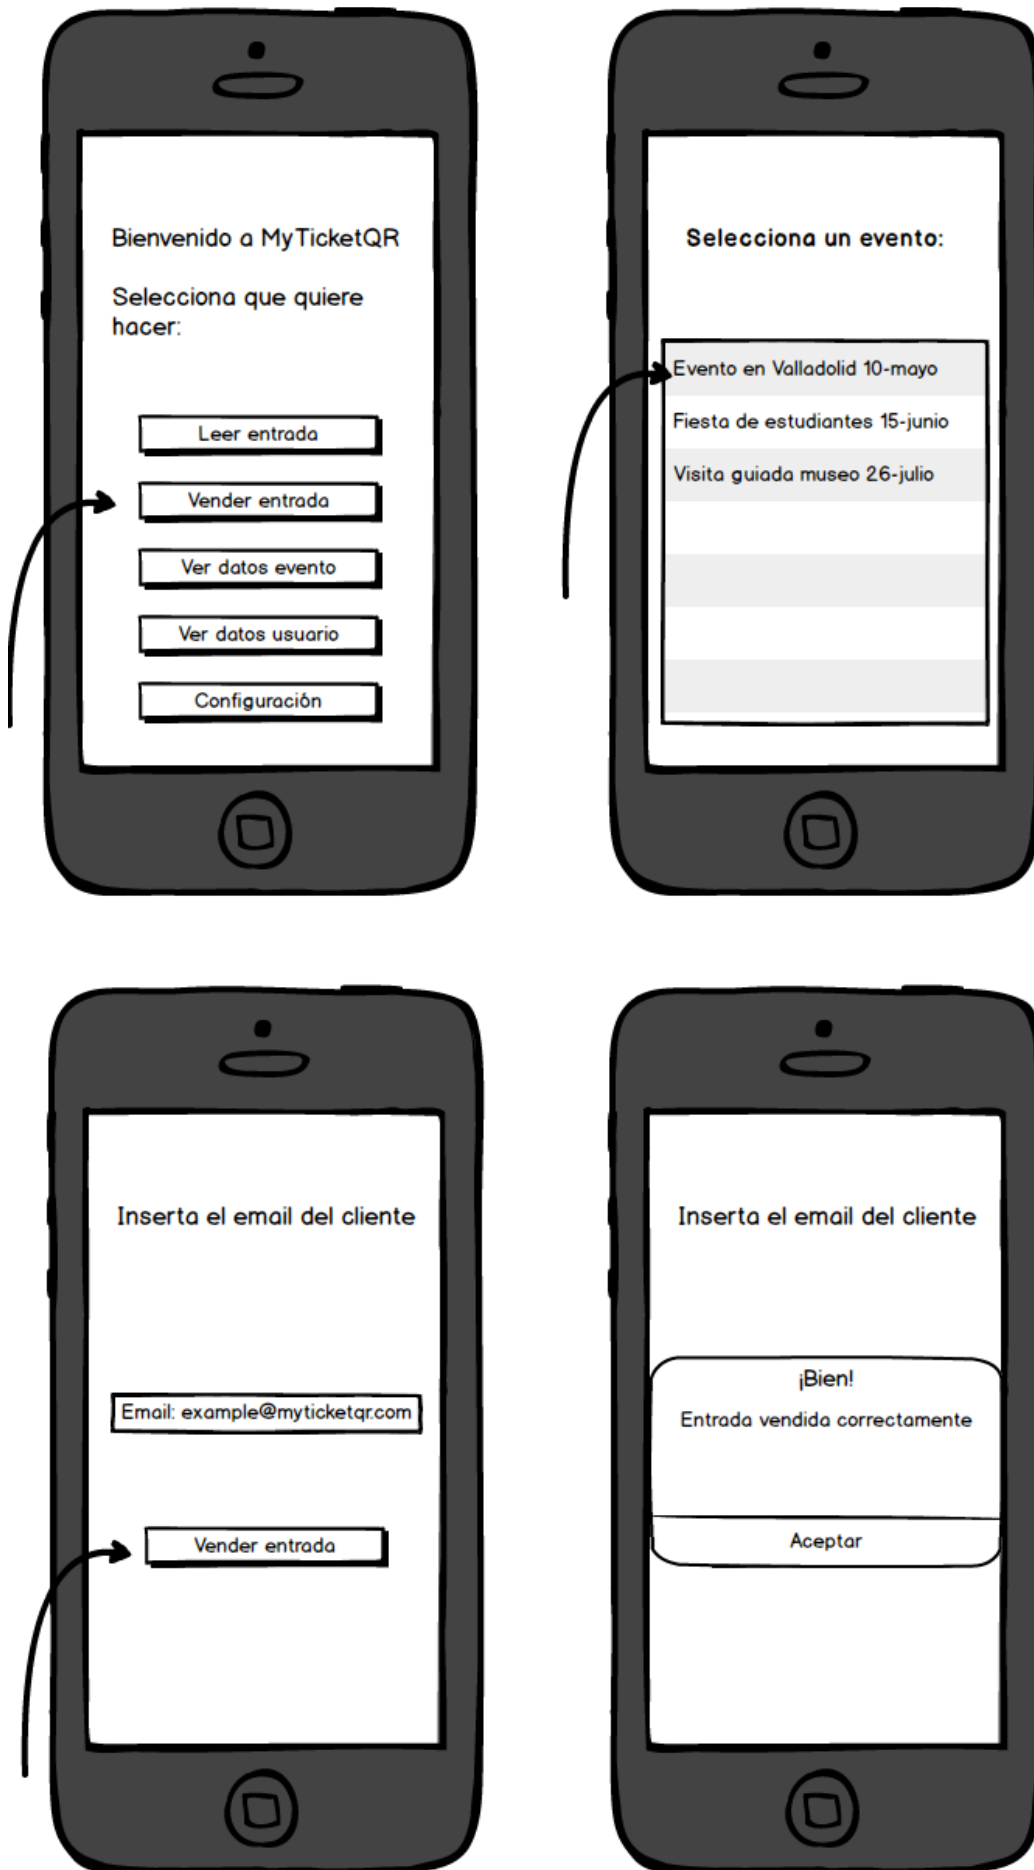 Bienvenido a MyTicketQR
Selecciona que quiere
hacer:
Leer entrada
Vender entrada
Ver datos evento
Ver datos usuario
Configuración
Selecciona un evento:
Evento en Valladolid 10-mayo
Fiesta de estudiantes 15-junio
Visita guiada museo 26-julio
Inserta el email del cliente
Email: example@myticketqr.com
Vender entrada
Inserta el email del cliente
¡Bien!
Entrada vendida correctamente
Aceptar